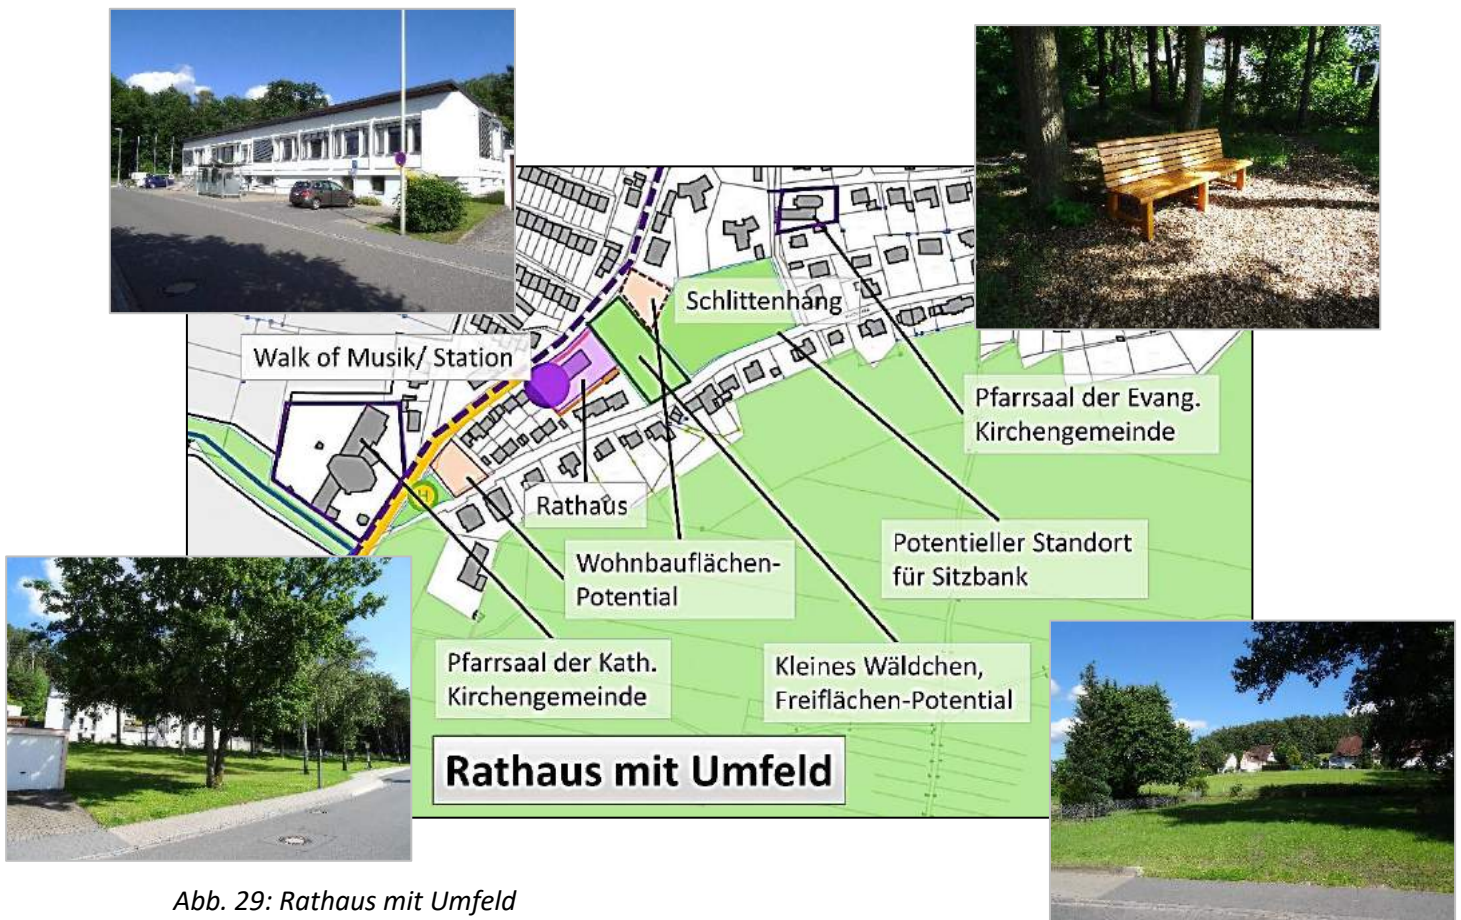 Schlittenhang
Walk of Musik/ Station
Pfarrsaal der Evang.
Kirchengemeinde
H
Rathaus
Wohnbauflächen-
Potential
Potentieller Standort
für Sitzbank
Pfarrsaal der Kath.
Kirchengemeinde
Kleines Wäldchen,
Freiflächen-Potential
Rathaus mit Umfeld
Abb. 29: Rathaus mit Umfeld